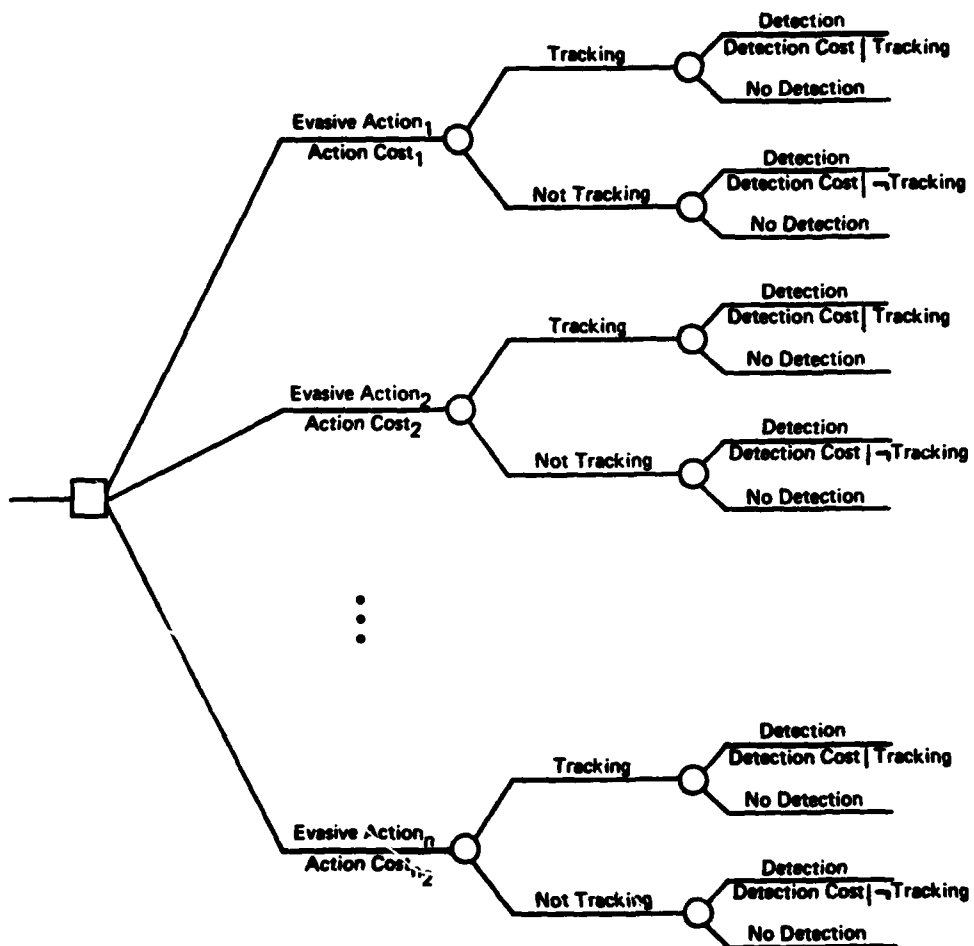 Detection
Detection Cost | Tracking
Tracking
No Detection
Evasive Action1
Action Cost1
Detection
Detection Cost | ¬Tracking
Not Tracking
No Detection
Detection
Detection Cost | Tracking
Tracking
No Detection
Evasive Action2
Action Cost2
Detection
Detection Cost | ¬Tracking
Not Tracking
No Detection
Detection
Detection Cost | Tracking
Tracking
No Detection
Evasive Actionn
Action Costn2
Detection
Detection Cost | ¬Tracking
Not Tracking
No Detection